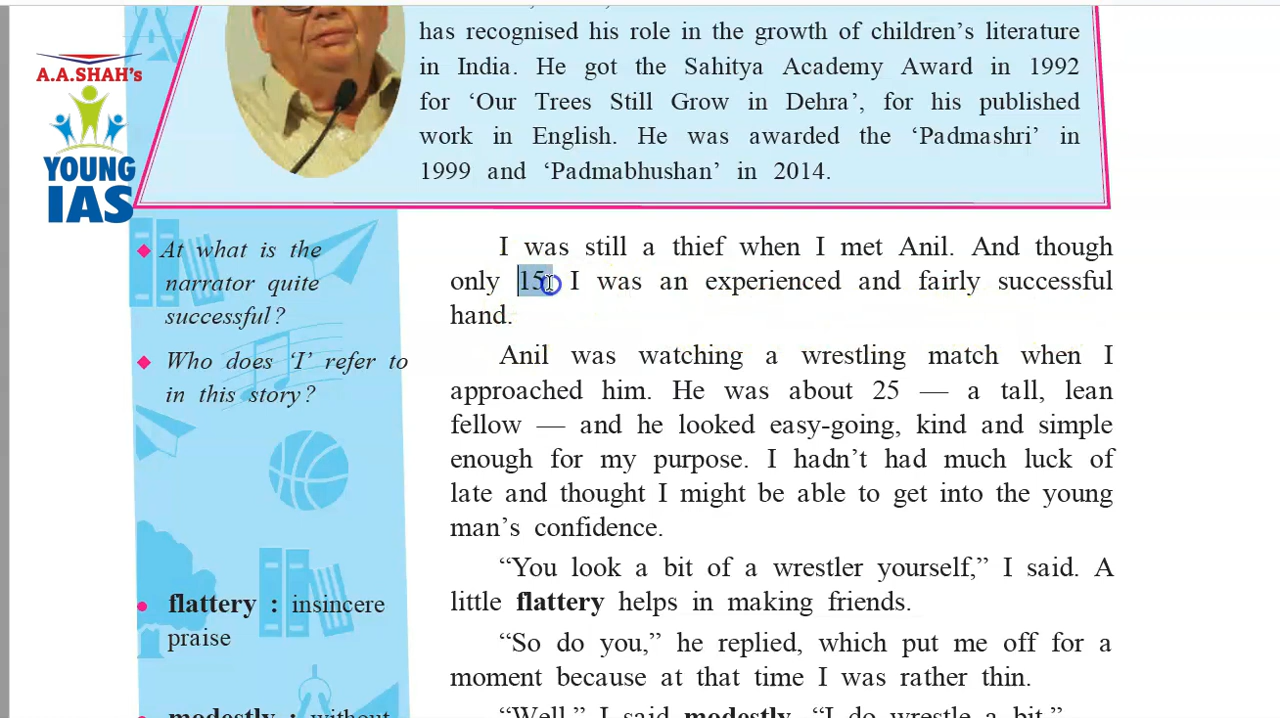 has recognised his role in the growth of children's literature
in India. He got the Sahitya Academy Award in 1992
for 'Our Trees Still Grow in Dehra', for his published
work in English. He was awarded the 'Padmashri' in
1999 and 'Padmabhushan' in 2014.
A.A.SHAH's
YOUNG
IAS
◆ At what is the
narrator quite
successful?
◆ Who does 'I' refer to
in this story?
• flattery : insincere
praise
modestly : without
I was still a thief when I met Anil. And though
only 15, I was an experienced and fairly successful
hand.
Anil was watching a wrestling match when I
approached him. He was about 25 — a tall, lean
fellow — and he looked easy-going, kind and simple
enough for my purpose. I hadn't had much luck of
late and thought I might be able to get into the young
man's confidence.
“You look a bit of a wrestler yourself,” I said. A
little flattery helps in making friends.
“So do you,” he replied, which put me off for a
moment because at that time I was rather thin.
“Well,” I said modestly, “I do wrestle a bit.”